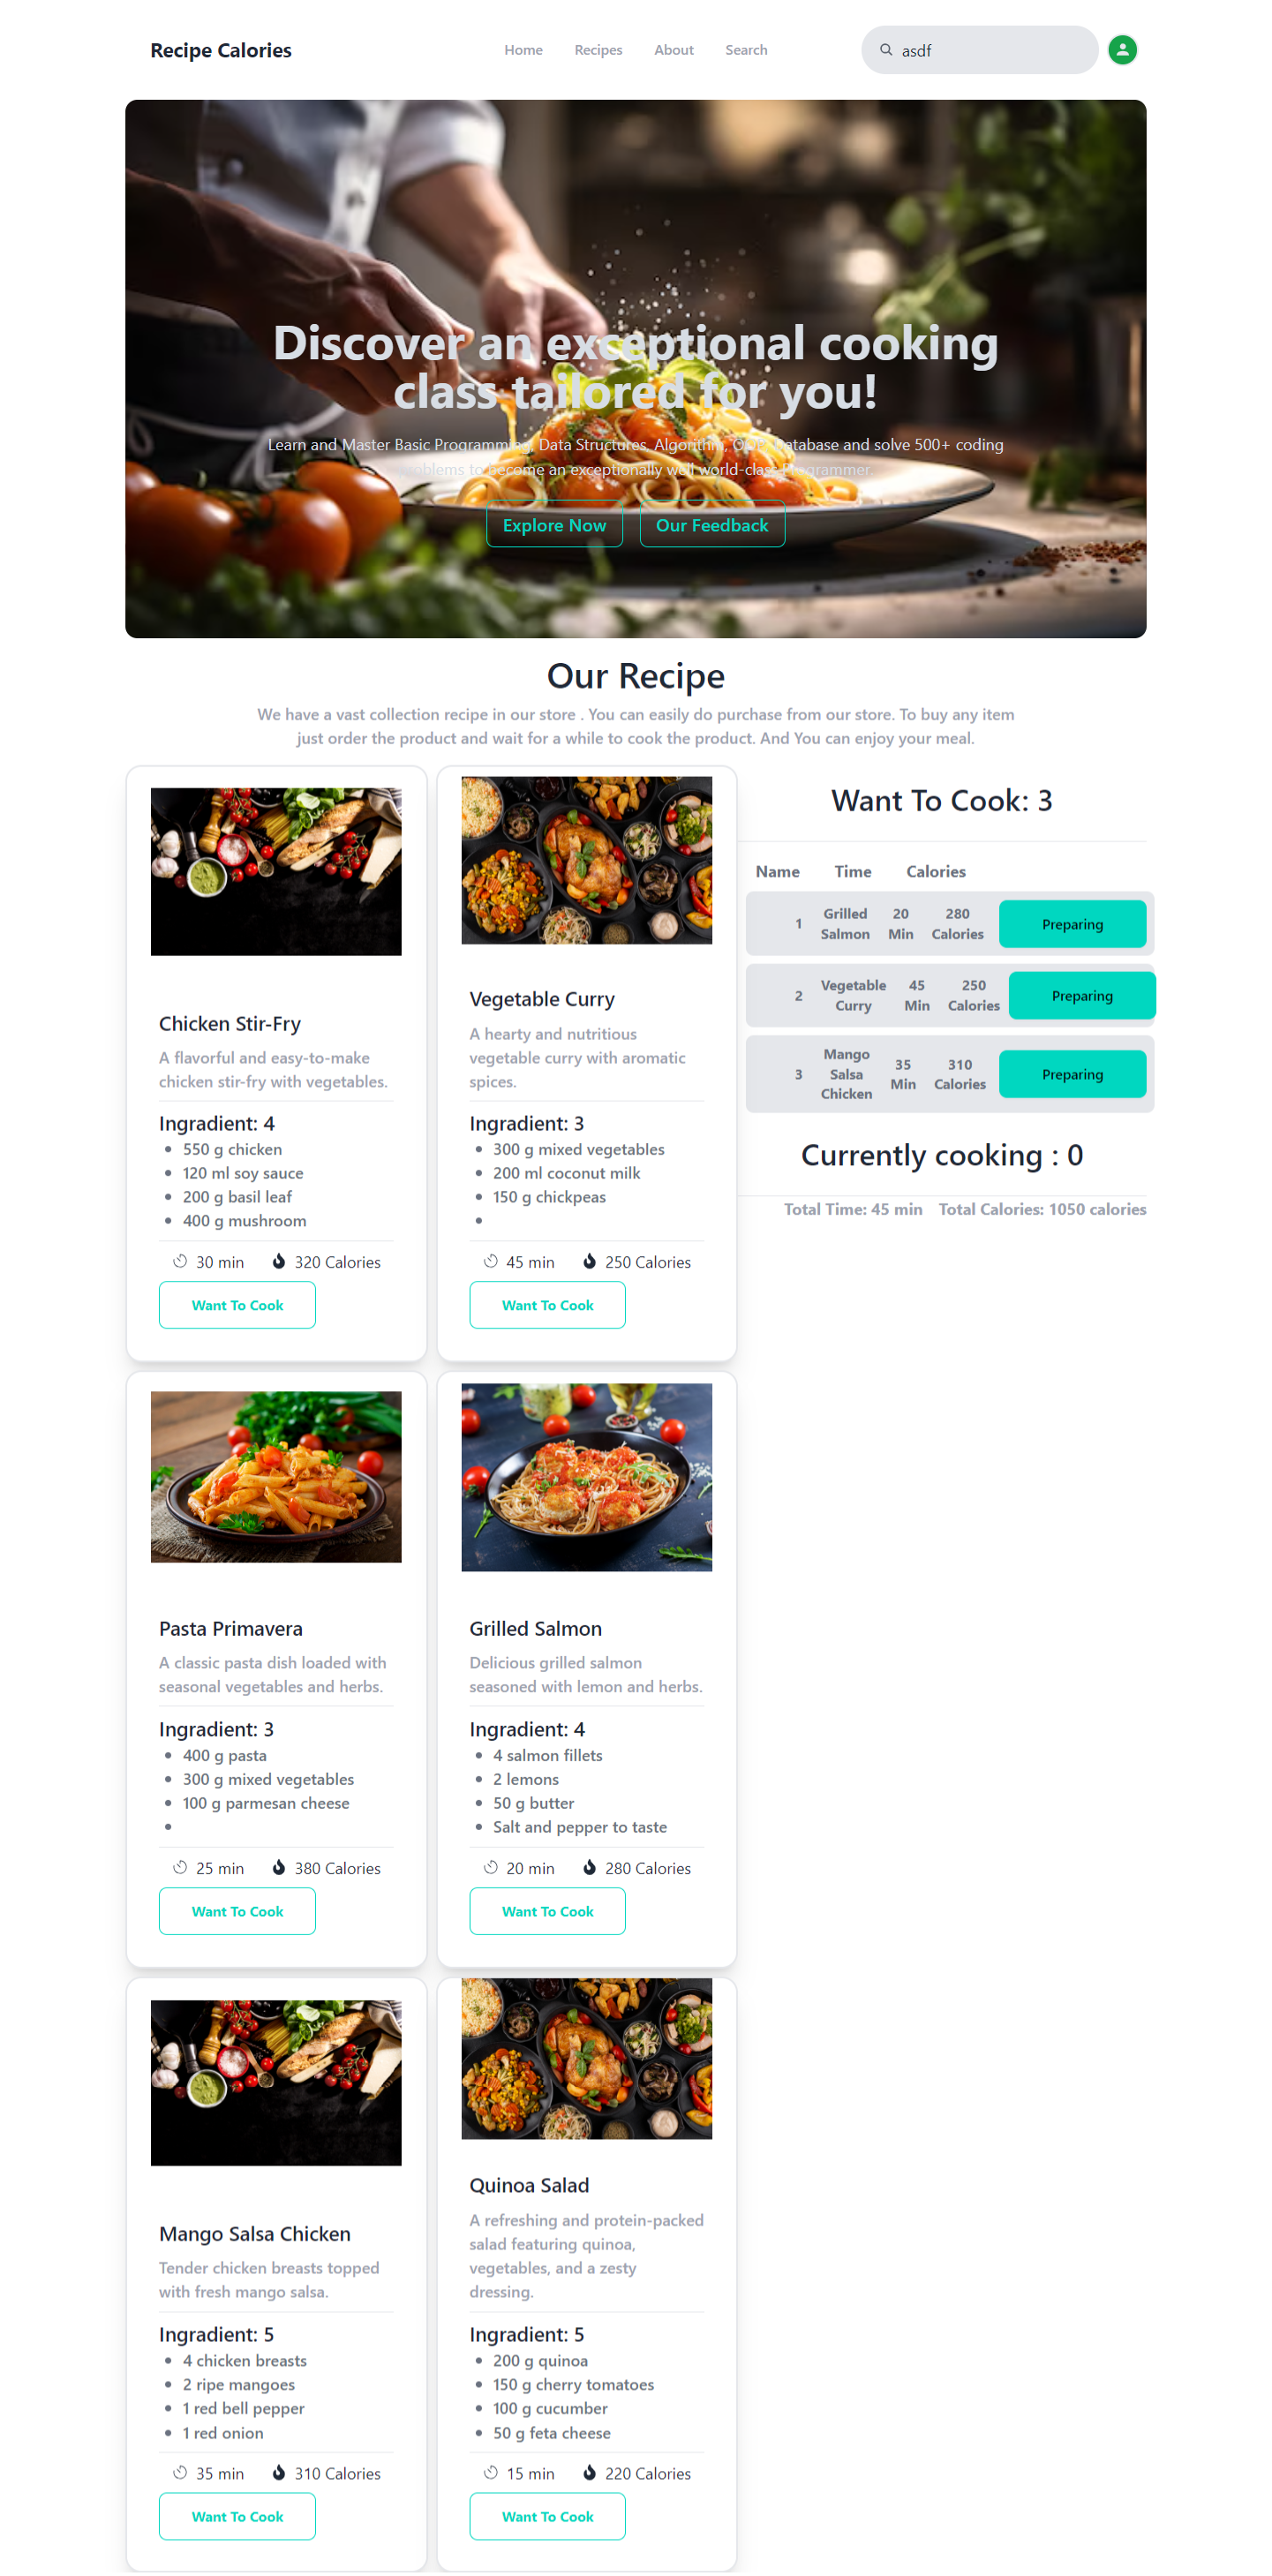 Recipe Calories
Home Recipes About Search
asdf
Discover an exceptional cooking
class tailored for you!
Learn and Master Basic Programming, Data Structures, Algorithm, OOP, Database and solve 500+ coding
problems to become an exceptionally well world-class Programmer.
Explore Now Our Feedback
Our Recipe
We have a vast collection recipe in our store . You can easily do purchase from our store. To buy any item
just order the product and wait for a while to cook the product. And You can enjoy your meal.
Chicken Stir-Fry
A flavorful and easy-to-make
chicken stir-fry with vegetables.
Ingradient: 4
550 g chicken
120 ml soy sauce
200 g basil leaf
400 g mushroom
30 min 320 Calories
Want To Cook
Vegetable Curry
A hearty and nutritious
vegetable curry with aromatic
spices.
Ingradient: 3
300 g mixed vegetables
200 ml coconut milk
150 g chickpeas
45 min 250 Calories
Want To Cook
Want To Cook: 3
Name Time Calories
1 Grilled Salmon 20 Min 280 Calories Preparing
2 Vegetable Curry 45 Min 250 Calories Preparing
3 Mango Salsa Chicken 35 Min 310 Calories Preparing
Currently cooking : 0
Total Time: 45 min Total Calories: 1050 calories
Pasta Primavera
A classic pasta dish loaded with
seasonal vegetables and herbs.
Ingradient: 3
400 g pasta
300 g mixed vegetables
100 g parmesan cheese
25 min 380 Calories
Want To Cook
Grilled Salmon
Delicious grilled salmon
seasoned with lemon and herbs.
Ingradient: 4
4 salmon fillets
2 lemons
50 g butter
Salt and pepper to taste
20 min 280 Calories
Want To Cook
Mango Salsa Chicken
Tender chicken breasts topped
with fresh mango salsa.
Ingradient: 5
4 chicken breasts
2 ripe mangoes
1 red bell pepper
1 red onion
35 min 310 Calories
Want To Cook
Quinoa Salad
A refreshing and protein-packed
salad featuring quinoa,
vegetables, and a zesty
dressing.
Ingradient: 5
200 g quinoa
150 g cherry tomatoes
100 g cucumber
50 g feta cheese
15 min 220 Calories
Want To Cook